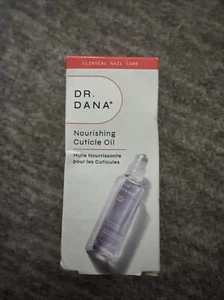 CLINICAL NAIL CARE
DR.
DANA®
Nourishing
Cuticle Oil
Huile Nourrissante
pour les Cuticules